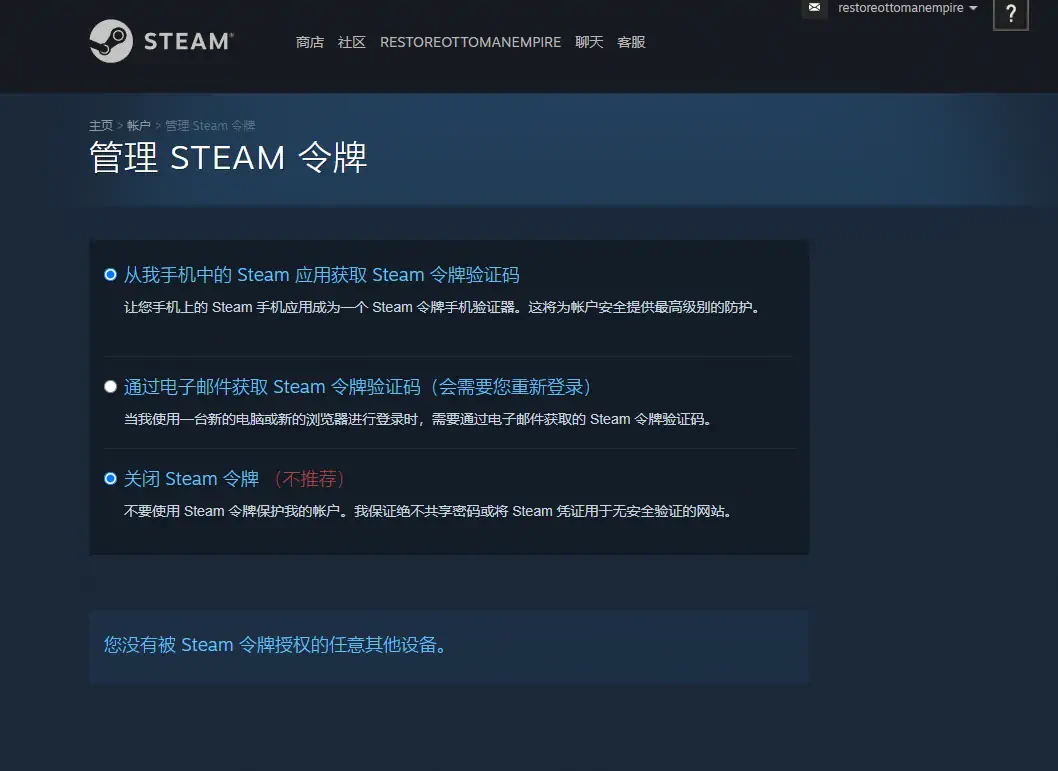 restoreottomanempire
?
STEAM®
商店 社区 RESTOREOTTOMANEMPIRE 聊天 客服
主页 > 帐户 > 管理 Steam 令牌
管理 STEAM 令牌
从我手机中的 Steam 应用获取 Steam 令牌验证码
让您手机上的 Steam 手机应用成为一个 Steam 令牌手机验证器。这将为帐户安全提供最高级别的防护。
通过电子邮件获取 Steam 令牌验证码（会需要您重新登录）
当我使用一台新的电脑或新的浏览器进行登录时，需要通过电子邮件获取的 Steam 令牌验证码。
关闭 Steam 令牌 （不推荐）
不要使用 Steam 令牌保护我的帐户。我保证绝不共享密码或将 Steam 凭证用于无安全验证的网站。
您没有被 Steam 令牌授权的任意其他设备。